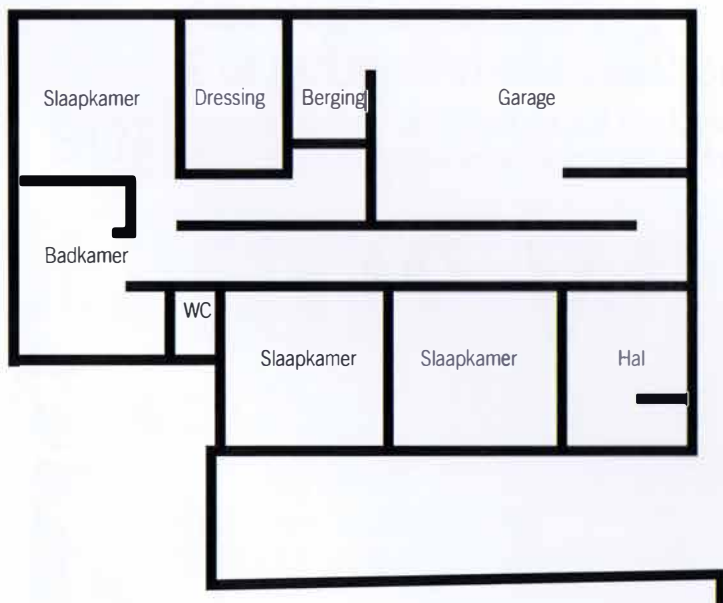 Slaapkamer
Dressing
Berging
Garage
Badkamer
WC
Slaapkamer
Slaapkamer
Hal